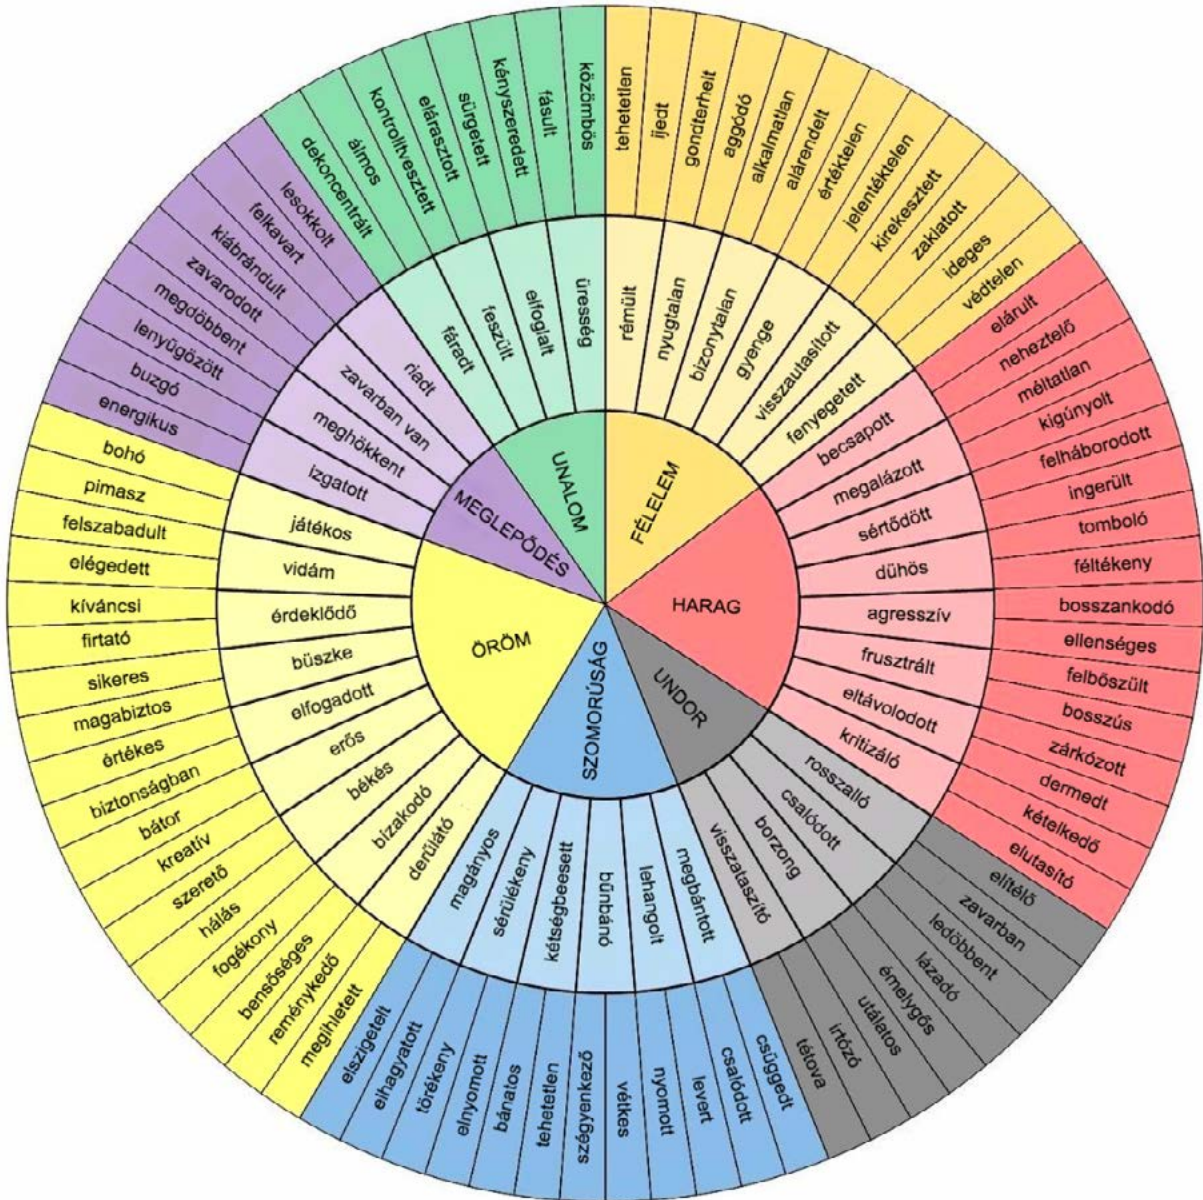 FÉLELEM
HARAG
UNDOR
SZOMORÚSÁG
ÖRÖM
MEGLEPŐDÉS
UNALOM
rémült
nyugtalan
bizonytalan
gyenge
visszautasított
fenyegetett
becsapott
megalázott
sértődött
dühös
agresszív
frusztrált
eltávolodott
kritizáló
rosszalló
csalódott
borzong
visszataszító
megbántott
lehangolt
bűnbánó
kétségbeesett
sérülékeny
magányos
derűlátó
bizakodó
békés
erős
elfogadott
büszke
érdeklődő
vidám
játékos
izgatott
meghökkent
zavarban van
riadt
fáradt
feszült
elfoglalt
üresség
tehetetlen
ijedt
gondterhelt
aggódó
alkalmatlan
alárendelt
értéktelen
jelentéktelen
kirekesztett
zaklatott
ideges
védtelen
elárult
neheztelő
méltatlan
kigúnyolt
felháborodott
ingerült
tomboló
féltékeny
bosszankodó
ellenséges
felbőszült
bosszús
zárkózott
dermedt
kételkedő
elutasító
elítélő
zavarban
ledöbbent
lázadó
émelygős
utálatos
irtózó
tétova
csüggedt
csalódott
levert
nyomott
vétkes
szégyenkező
tehetetlen
bánatos
elnyomott
törékeny
elhagyatott
elszigetelt
megihletett
reménykedő
bensőséges
fogékony
hálás
szerető
kreatív
bátor
biztonságban
értékes
magabiztos
sikeres
firtató
kíváncsi
elégedett
felszabadult
pimasz
bohó
energikus
buzgó
lenyűgözött
megdöbbent
zavarodott
kiábrándult
felkavart
lesokkolt
dekoncentrált
álmos
kontrolltvesztett
elárasztott
sürgetett
kényszeredett
fásult
közömbös